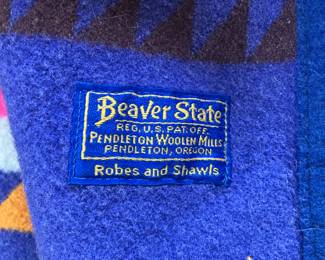 Beaver State
REG. U.S. PAT. OFF.
PENDLETON WOOLEN MILLS
PENDLETON, OREGON
Robes and Shawls